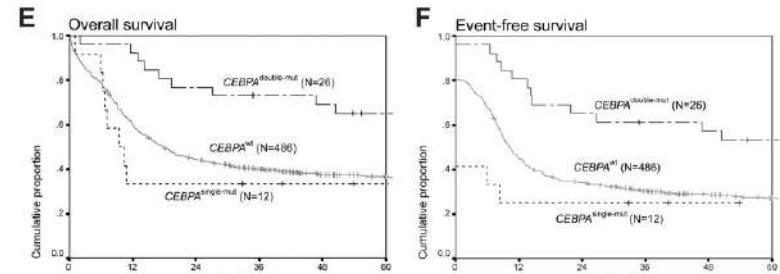 E Overall survival
1.0
.8
.6
.4
.2
0.0
Cumulative proportion
CEBPAdouble-mut (N=26)
CEBPAwt (N=486)
CEBPAsingle-mut (N=12)
0 12 24 36 48 60
F Event-free survival
1.0
.8
.6
.4
.2
0.0
Cumulative proportion
CEBPAdouble-mut (N=26)
CEBPAwt (N=486)
CEBPAsingle-mut (N=12)
0 12 24 36 48 60